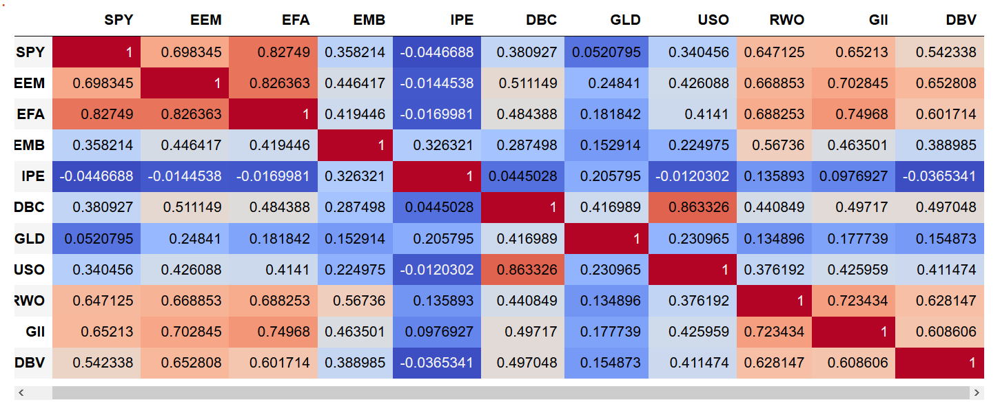 SPY EEM EFA EMB IPE DBC GLD USO RWO GII DBV
SPY 1 0.698345 0.82749 0.358214 -0.0446688 0.380927 0.0520795 0.340456 0.647125 0.65213 0.542338
EEM 0.698345 1 0.826363 0.446417 -0.0144538 0.511149 0.24841 0.426088 0.668853 0.702845 0.652808
EFA 0.82749 0.826363 1 0.419446 -0.0169981 0.484388 0.181842 0.4141 0.688253 0.74968 0.601714
EMB 0.358214 0.446417 0.419446 1 0.326321 0.287498 0.152914 0.224975 0.56736 0.463501 0.388985
IPE -0.0446688 -0.0144538 -0.0169981 0.326321 1 0.0445028 0.205795 -0.0120302 0.135893 0.0976927 -0.0365341
DBC 0.380927 0.511149 0.484388 0.287498 0.0445028 1 0.416989 0.863326 0.440849 0.49717 0.497048
GLD 0.0520795 0.24841 0.181842 0.152914 0.205795 0.416989 1 0.230965 0.134896 0.177739 0.154873
USO 0.340456 0.426088 0.4141 0.224975 -0.0120302 0.863326 0.230965 1 0.376192 0.425959 0.411474
RWO 0.647125 0.668853 0.688253 0.56736 0.135893 0.440849 0.134896 0.376192 1 0.723434 0.628147
GII 0.65213 0.702845 0.74968 0.463501 0.0976927 0.49717 0.177739 0.425959 0.723434 1 0.608606
DBV 0.542338 0.652808 0.601714 0.388985 -0.0365341 0.497048 0.154873 0.411474 0.628147 0.608606 1